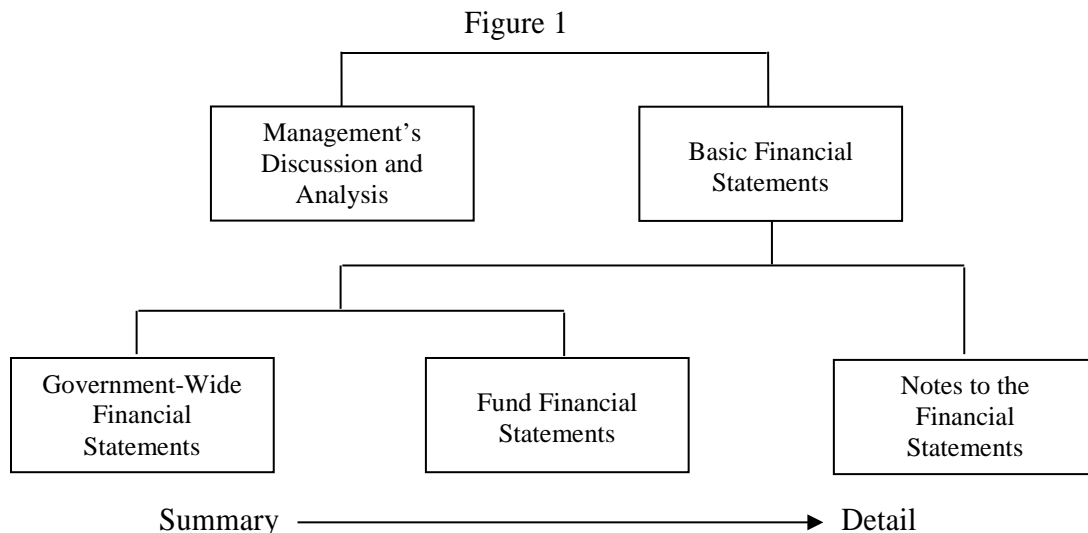 Figure 1
Management’s
Discussion and
Analysis
Basic Financial
Statements
Government-Wide
Financial
Statements
Fund Financial
Statements
Notes to the
Financial
Statements
Summary
Detail